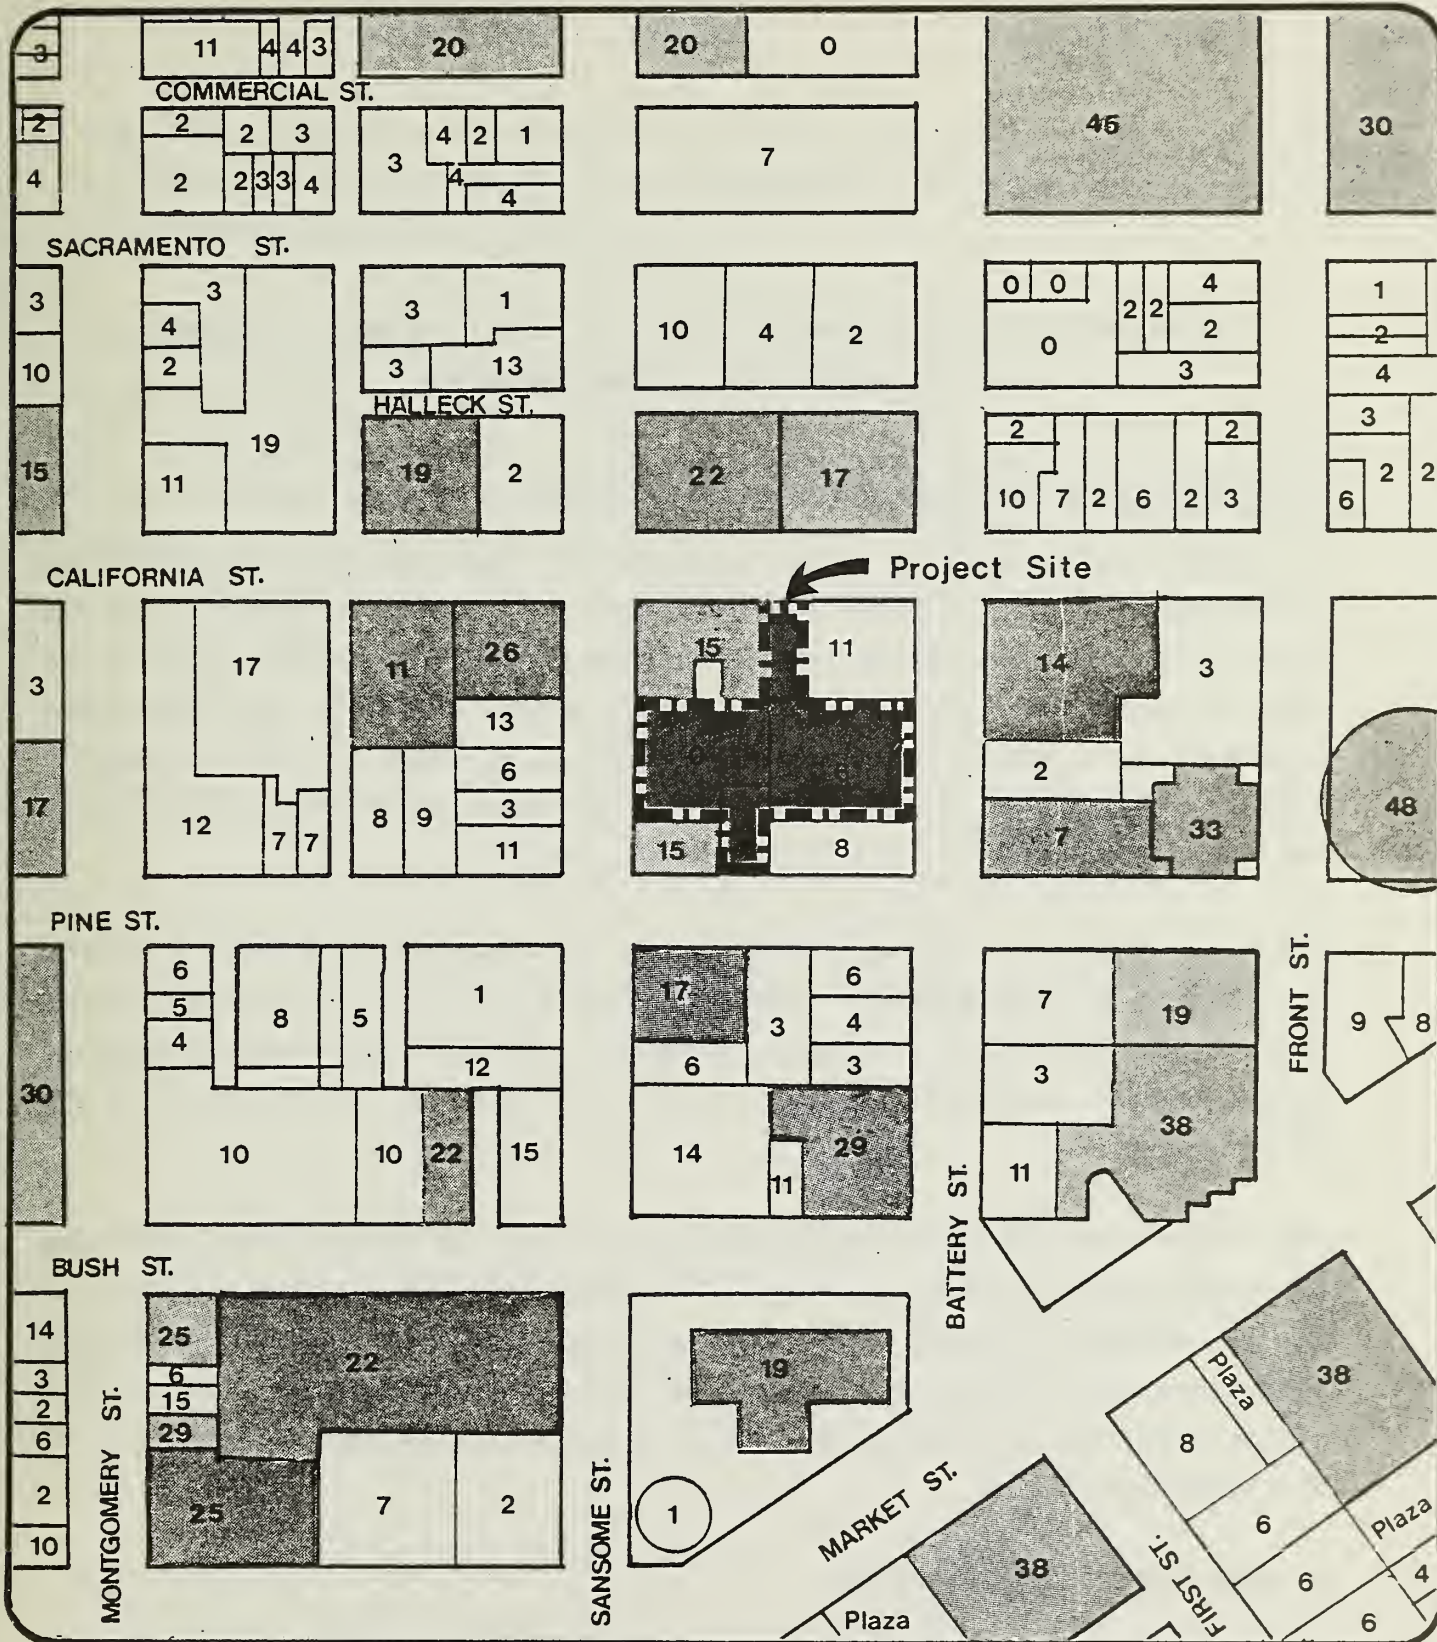 3 11 4 4 3 20 20 0
COMMERCIAL ST.
2 2 2 3 4 2 1 45 30
4 2 2 3 3 4 3 4 4 7
SACRAMENTO ST.
3 3 3 1 10 4 2 0 0 2 2 4 1
4 2
10 2 3 13 0 3 2 4
HALLECK ST.
15 19 19 2 22 17 2 2 3
11 10 7 2 6 2 3 6 2 2
CALIFORNIA ST.
Project Site
3 17 11 26 15 11 14 3
13
6 2
17 12 7 7 8 9 3 6 7 33 48
11 15 8
PINE ST.
6 8 5 1 17 3 6 7 19 9 8
5 4
4 12 6 3 3
30 10 10 22 15 14 11 29 11 38
FRONT ST.
BATTERY ST.
BUSH ST.
14 25 22 19 Plaza 38
3 6
2 15
6 29 8
2 25 7 2 1 38 6 Plaza
10 6 4
6
MONTGOMERY ST.
SANSOME ST.
MARKET ST.
FIRST ST.
Plaza